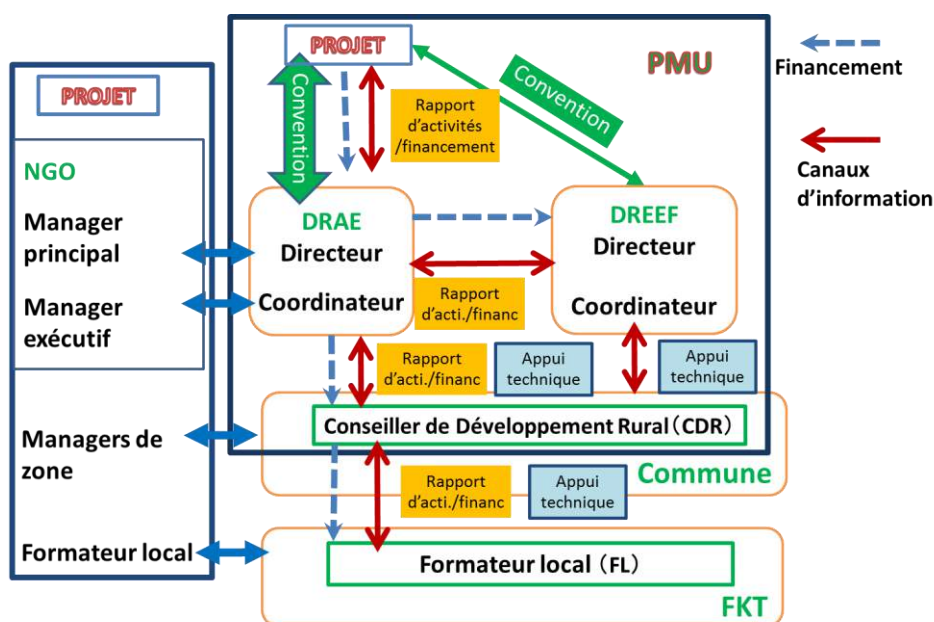 PROJET
NGO
Manager
principal
Manager
exécutif
Managers de
zone
Formateur local
PROJET
PMU
Convention
Rapport
d'activités
/financement
Convention
DRAE
Directeur
Coordinateur
DREEF
Directeur
Coordinateur
Rapport
d'acti./financ
Rapport
d'acti./financ
Appui
technique
Appui
technique
Conseiller de Développement Rural(CDR)
Commune
Rapport
d'acti./financ
Appui
technique
Formateur local (FL)
FKT
Financement
Canaux
d'information